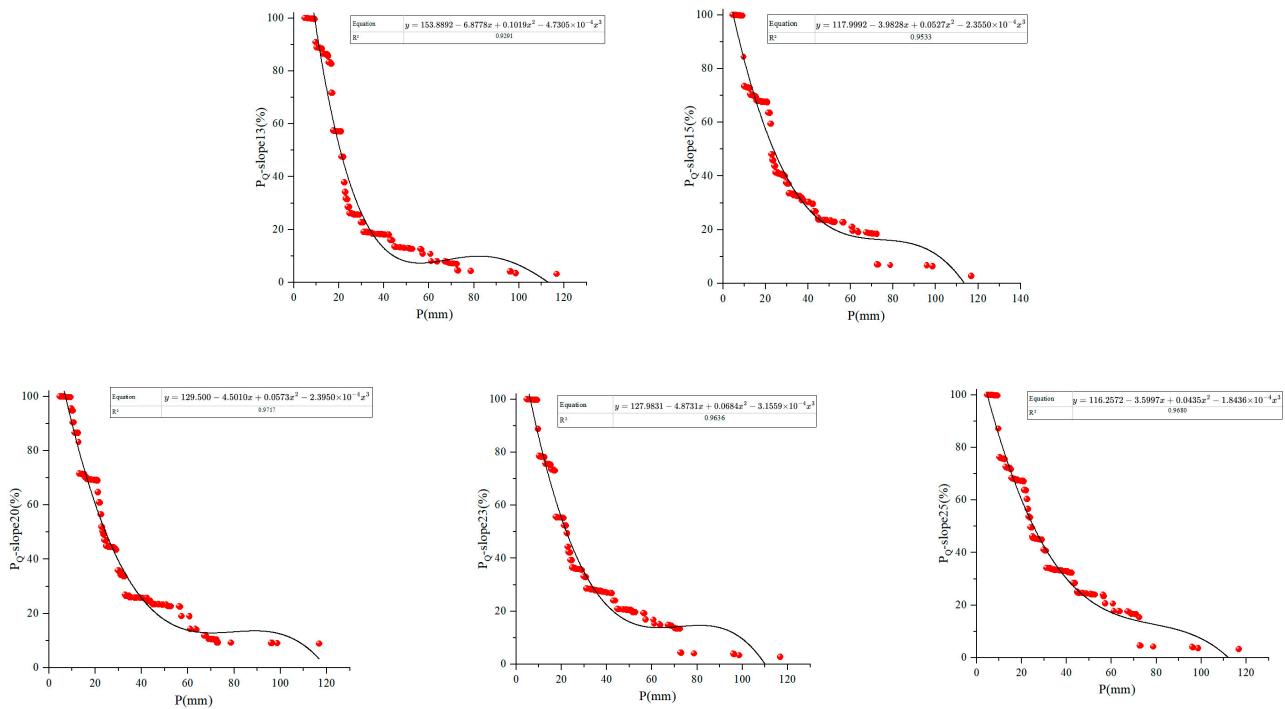 Equation y = 153.8892 − 6.8778x + 0.1019x² − 4.7305×10⁻⁴x³
R² 0.9291
100
80
60
40
20
0
P_Q-slope13(%)
0 20 40 60 80 100 120
P(mm)
Equation y = 117.9992 − 3.9828x + 0.0527x² − 2.3550×10⁻⁴x³
R² 0.9533
100
80
60
40
20
0
P_Q-slope15(%)
0 20 40 60 80 100 120 140
P(mm)
Equation y = 129.500 − 4.5010x + 0.0573x² − 2.3950×10⁻⁴x³
R² 0.9717
100
80
60
40
20
0
P_Q-slope20(%)
0 20 40 60 80 100 120
P(mm)
Equation y = 127.9831 − 4.8731x + 0.0684x² − 3.1559×10⁻⁴x³
R² 0.9636
100
80
60
40
20
0
P_Q-slope23(%)
0 20 40 60 80 100 120
P(mm)
Equation y = 116.2572 − 3.5997x + 0.0435x² − 1.8436×10⁻⁴x³
R² 0.9680
100
80
60
40
20
0
P_Q-slope25(%)
0 20 40 60 80 100 120
P(mm)